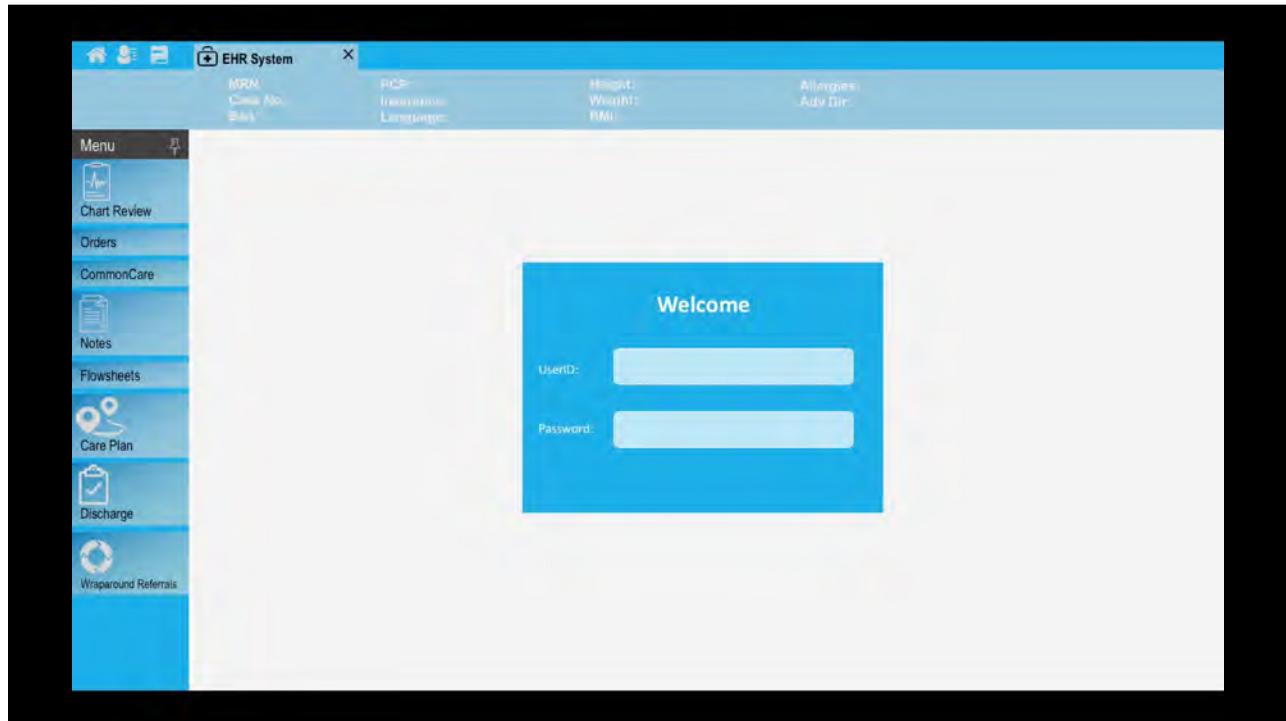 EHR System
MRN: PCP: Height: Allergies:
Case No.: Insurance: Weight: Adv Dir:
Language: BMI:
Menu
Chart Review
Orders
CommonCare
Notes
Flowsheets
Care Plan
Discharge
Wraparound Referrals
Welcome
UserID:
Password: